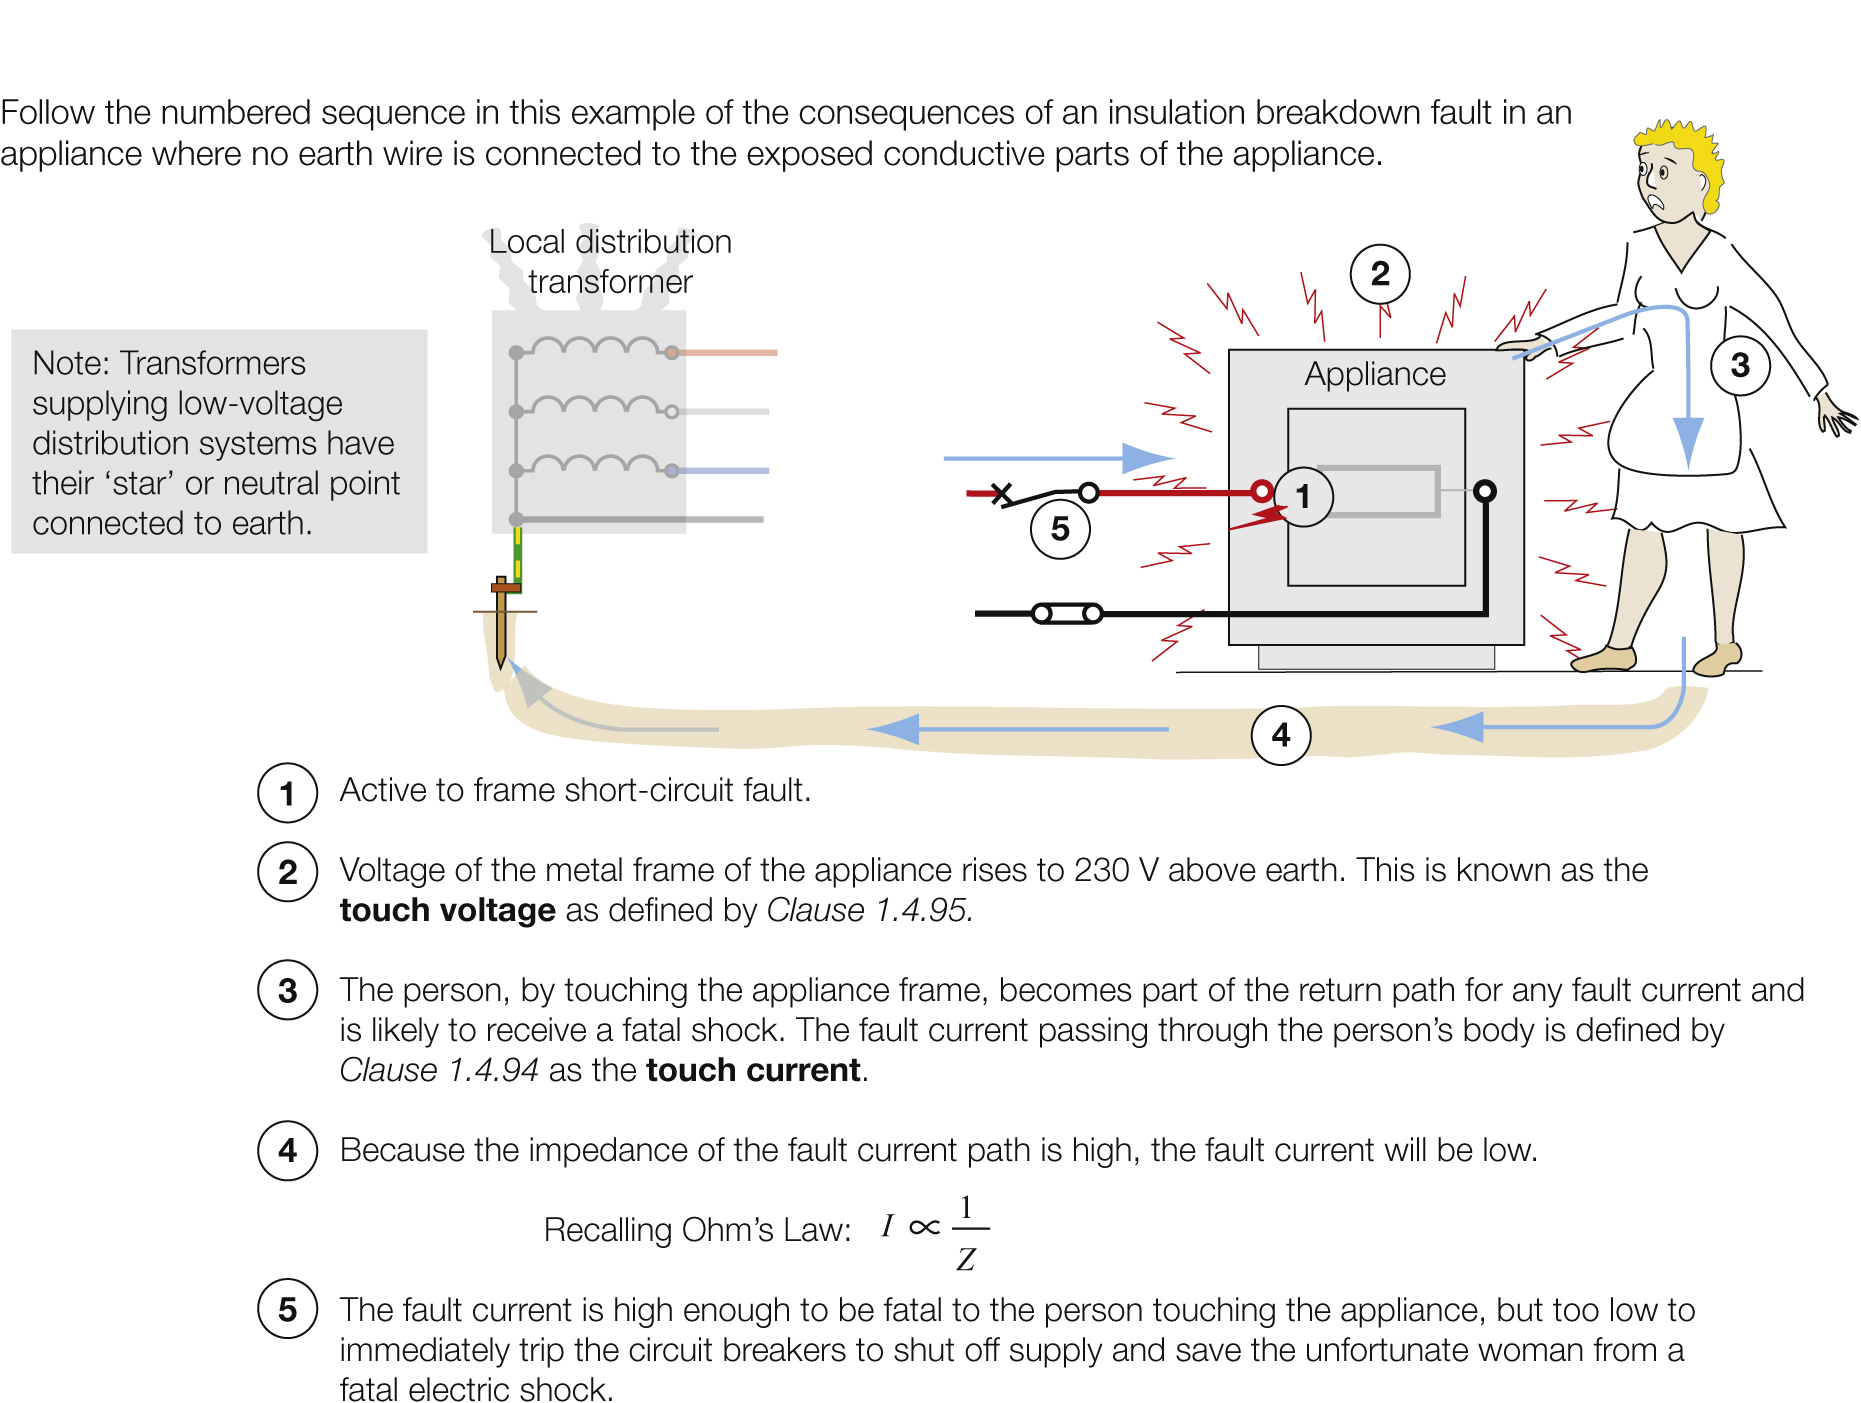 Follow the numbered sequence in this example of the consequences of an insulation breakdown fault in an
appliance where no earth wire is connected to the exposed conductive parts of the appliance.
Local distribution
transformer
Note: Transformers
supplying low-voltage
distribution systems have
their ‘star’ or neutral point
connected to earth.
2
Appliance
3
1
5
4
1 Active to frame short-circuit fault.
2 Voltage of the metal frame of the appliance rises to 230 V above earth. This is known as the
touch voltage as defined by Clause 1.4.95.
3 The person, by touching the appliance frame, becomes part of the return path for any fault current and
is likely to receive a fatal shock. The fault current passing through the person’s body is defined by
Clause 1.4.94 as the touch current.
4 Because the impedance of the fault current path is high, the fault current will be low.
Recalling Ohm’s Law: I ∝ 1/Z
5 The fault current is high enough to be fatal to the person touching the appliance, but too low to
immediately trip the circuit breakers to shut off supply and save the unfortunate woman from a
fatal electric shock.